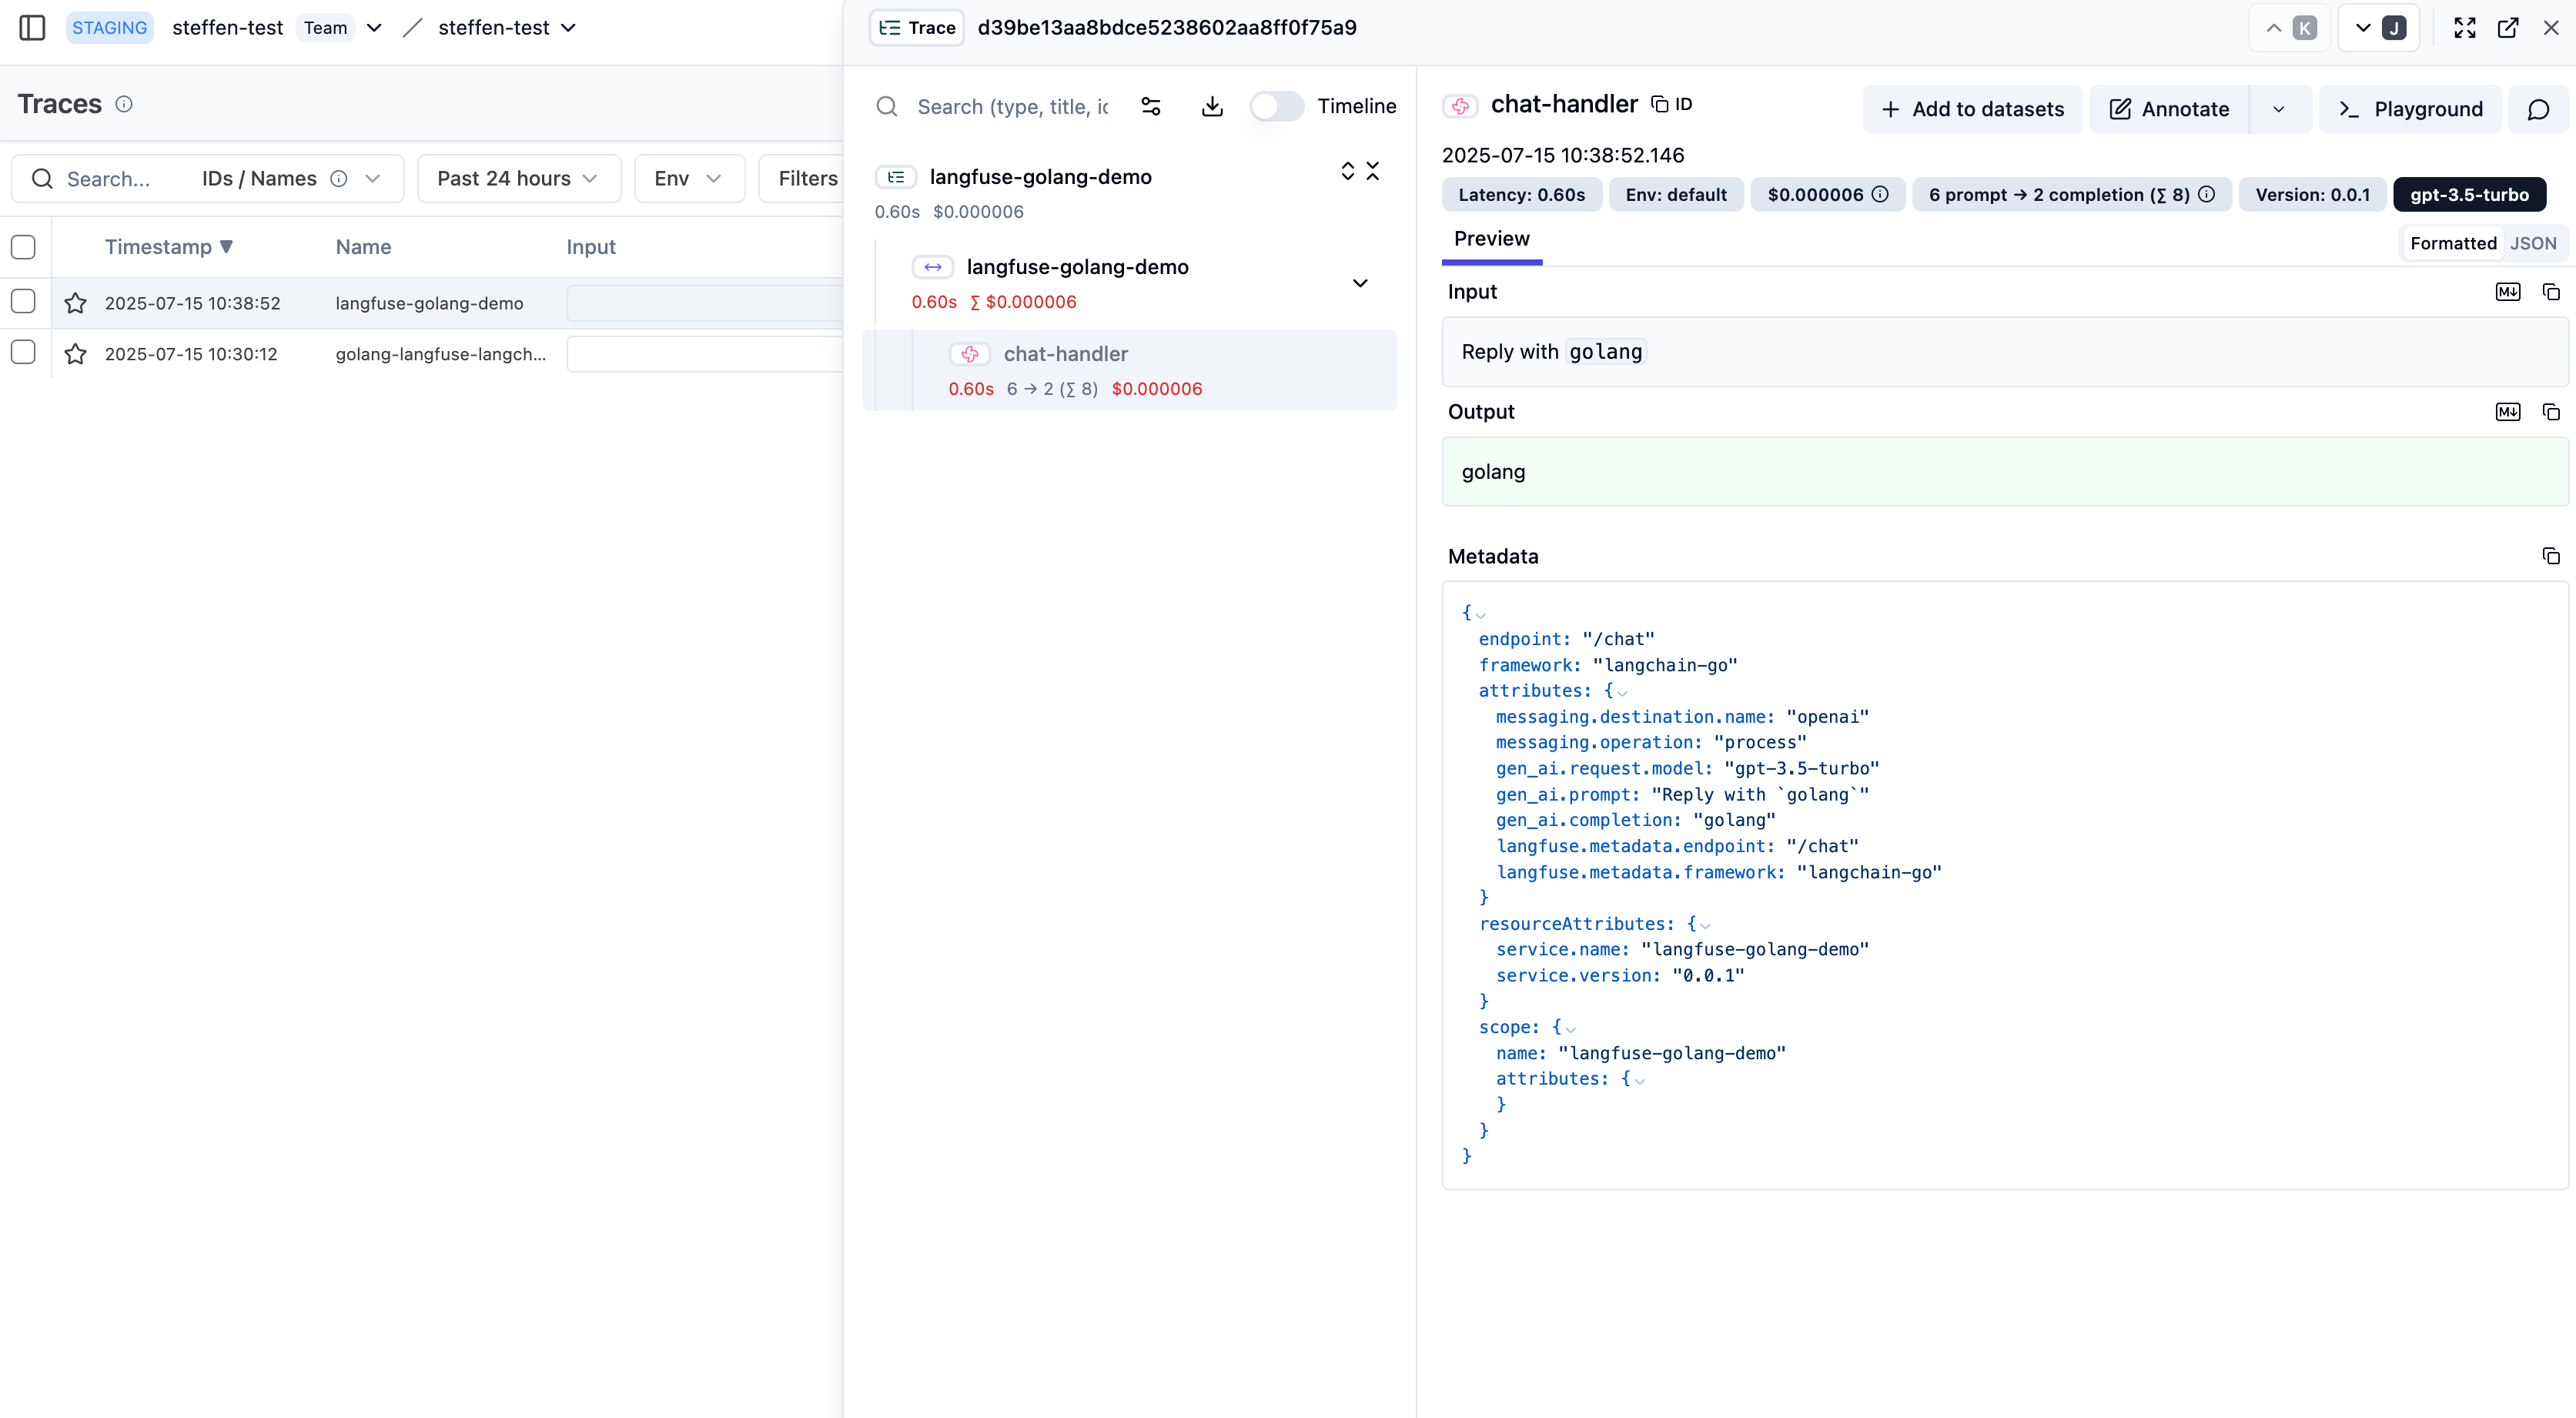 STAGING steffen-test Team steffen-test
Traces
Search... IDs / Names Past 24 hours Env Filters
Timestamp ▼ Name Input
2025-07-15 10:38:52 langfuse-golang-demo
2025-07-15 10:30:12 golang-langfuse-langch...
Trace d39be13aa8bdce5238602aa8ff0f75a9 K J
Search (type, title, ic Timeline
langfuse-golang-demo
0.60s $0.000006
langfuse-golang-demo
0.60s ∑ $0.000006
chat-handler
0.60s 6 → 2 (∑ 8) $0.000006
chat-handler ID Add to datasets Annotate Playground
2025-07-15 10:38:52.146
Latency: 0.60s Env: default $0.000006 6 prompt → 2 completion (∑ 8) Version: 0.0.1 gpt-3.5-turbo
Preview Formatted JSON
Input M↓
Reply with golang
Output M↓
golang
Metadata
{
endpoint: "/chat"
framework: "langchain-go"
attributes: {
messaging.destination.name: "openai"
messaging.operation: "process"
gen_ai.request.model: "gpt-3.5-turbo"
gen_ai.prompt: "Reply with `golang`"
gen_ai.completion: "golang"
langfuse.metadata.endpoint: "/chat"
langfuse.metadata.framework: "langchain-go"
}
resourceAttributes: {
service.name: "langfuse-golang-demo"
service.version: "0.0.1"
}
scope: {
name: "langfuse-golang-demo"
attributes: {
}
}
}